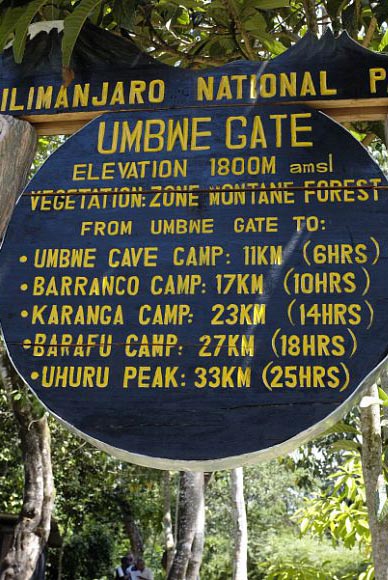 ILIMANJARO NATIONAL P
UMBWE GATE
ELEVATION 1800M amsl
VEGETATION: ZONE MONTANE FOREST
FROM UMBWE GATE TO:
• UMBWE CAVE CAMP: 11KM (6HRS)
• BARRANCO CAMP: 17KM (10HRS)
• KARANGA CAMP: 23KM (14HRS)
• BARAFU CAMP: 27KM (18HRS)
• UHURU PEAK: 33KM (25HRS)